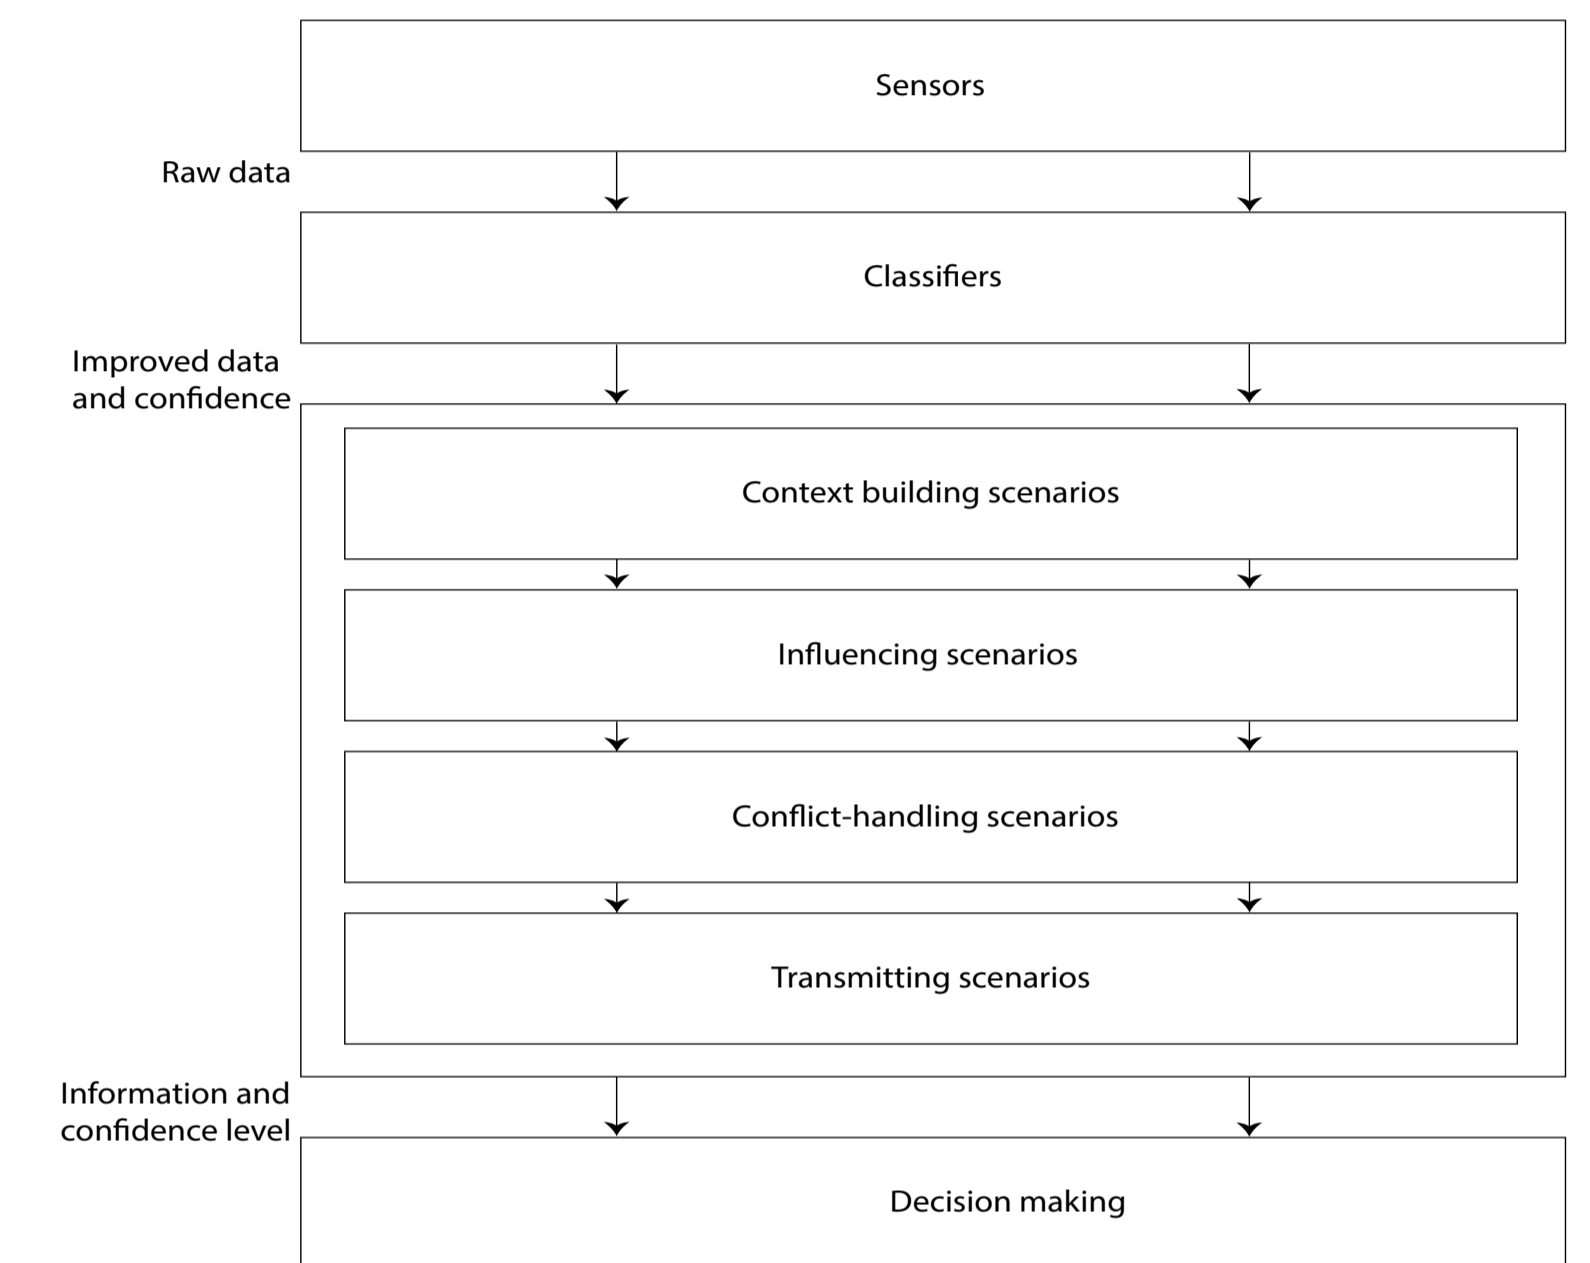 Sensors
Raw data
Classifiers
Improved data
and confidence
Context building scenarios
Influencing scenarios
Conflict-handling scenarios
Transmitting scenarios
Information and
confidence level
Decision making